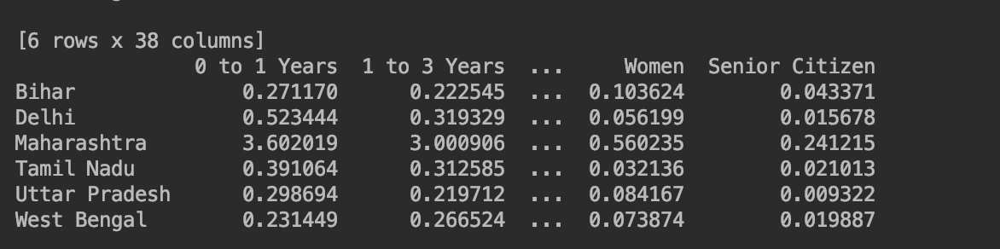 [6 rows x 38 columns]
0 to 1 Years 1 to 3 Years ... Women Senior Citizen
Bihar 0.271170 0.222545 ... 0.103624 0.043371
Delhi 0.523444 0.319329 ... 0.056199 0.015678
Maharashtra 3.602019 3.000906 ... 0.560235 0.241215
Tamil Nadu 0.391064 0.312585 ... 0.032136 0.021013
Uttar Pradesh 0.298694 0.219712 ... 0.084167 0.009322
West Bengal 0.231449 0.266524 ... 0.073874 0.019887